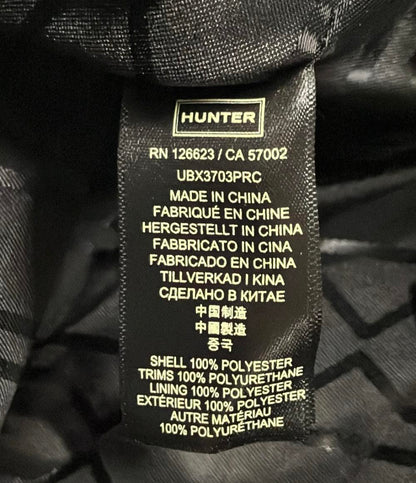 HUNTER
RN 126623 / CA 57002
UBX3703PRC
MADE IN CHINA
FABRIQUÉ EN CHINE
HERGESTELLT IN CHINA
FABBRICATO IN CINA
FABRICADO EN CHINA
TILLVERKAD I KINA
СДЕЛАНО В КИТАЕ
中国制造
中國製造
중국
SHELL 100% POLYESTER
TRIMS 100% POLYURETHANE
LINING 100% POLYESTER
EXTÉRIEUR 100% POLYESTER
AUTRE MATÉRIAU
100% POLYURETHANE